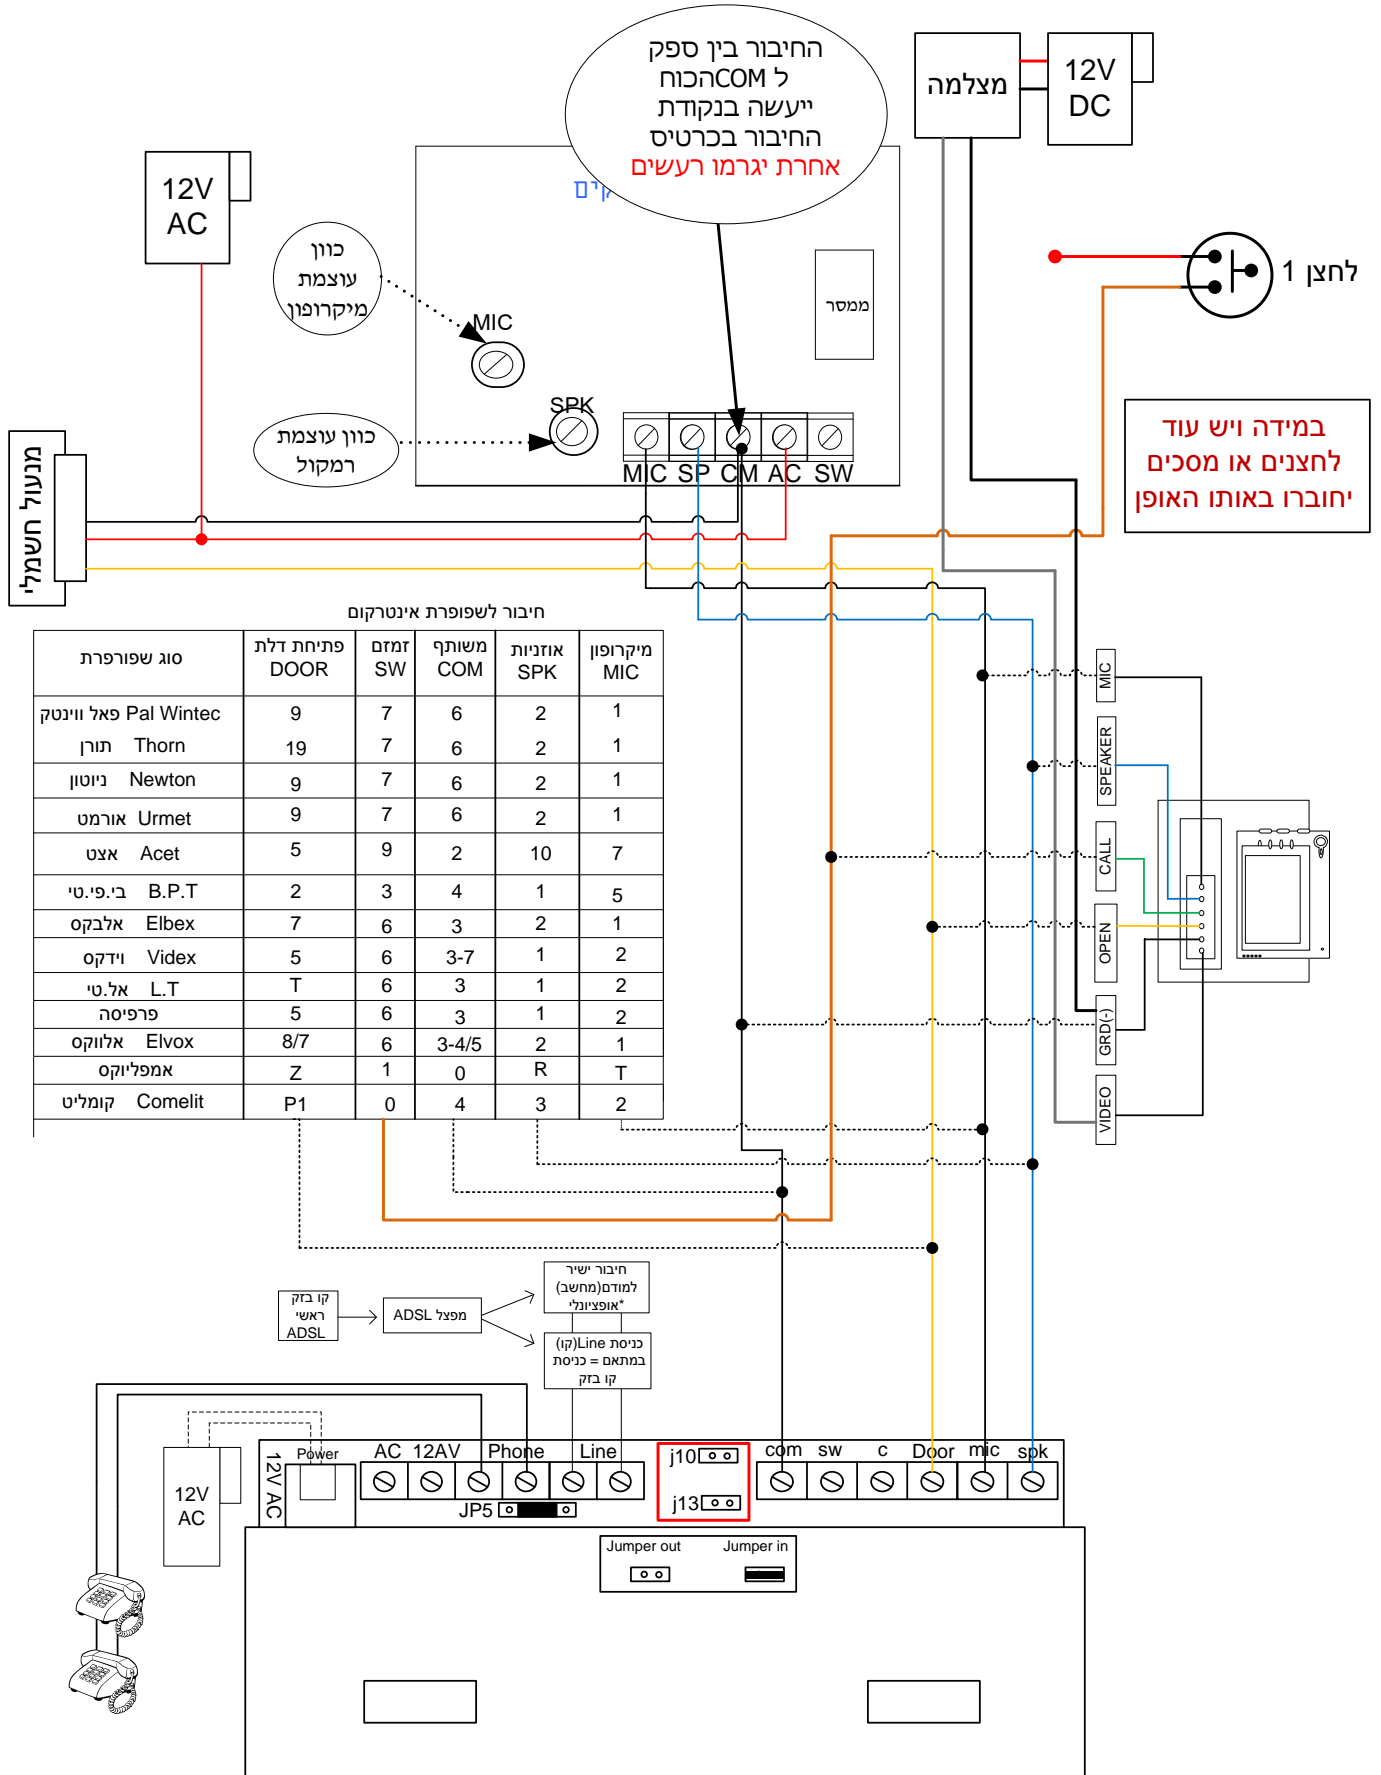 החיבור בין ספק
הכוחCOM ל
ייעשה בנקודת
החיבור בכרטיס
אחרת יגרמו רעשים
קים
מצלמה
12V
DC
12V
AC
כוון
עוצמת
מיקרופון
MIC
ממסר
לחצן 1
SPK
כוון עוצמת
רמקול
MIC SP CM AC SW
מנעול חשמלי
במידה ויש עוד
לחצנים או מסכים
יחוברו באותו האופן
חיבור לשפופרת אינטרקום
סוג שפורפרת | פתיחת דלת DOOR | זמזם SW | משותף COM | אוזניות SPK | מיקרופון MIC
פאל ווינטק Pal Wintec 9 7 6 2 1
תורן Thorn 19 7 6 2 1
ניוטון Newton 9 7 6 2 1
אורמט Urmet 9 7 6 2 1
אצט Acet 5 9 2 10 7
בי.פי.טי B.P.T 2 3 4 1 5
אלבקס Elbex 7 6 3 2 1
וידקס Videx 5 6 3-7 1 2
אל.טי L.T T 6 3 1 2
פרפיסה 5 6 3 1 2
אלווקס Elvox 8/7 6 3-4/5 2 1
אמפליוקס Z 1 0 R T
קומליט Comelit P1 0 4 3 2
MIC
SPEAKER
CALL
OPEN
GRD(-)
VIDEO
חיבור ישיר
למודם(מחשב)
*אופציונלי
קו בזק
ראשי
ADSL
מפצל ADSL
כניסת Line(קו)
במתאם = כניסת
קו בזק
12V
AC
12V AC
Power
AC 12AV Phone Line
JP5
j10
j13
com sw c Door mic spk
Jumper out Jumper in